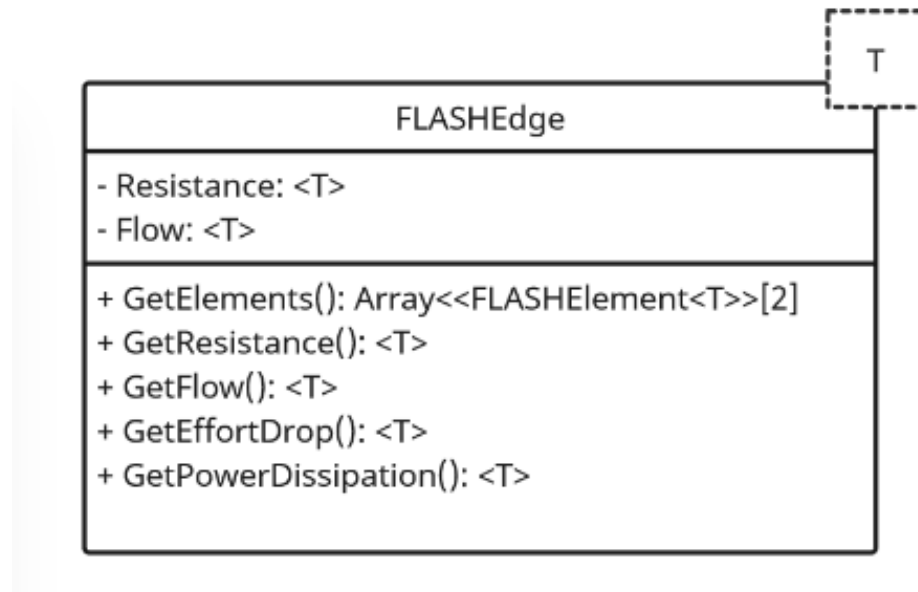 T
FLASHEdge
- Resistance: <T>
- Flow: <T>
+ GetElements(): Array<<FLASHElement<T>>[2]
+ GetResistance(): <T>
+ GetFlow(): <T>
+ GetEffortDrop(): <T>
+ GetPowerDissipation(): <T>